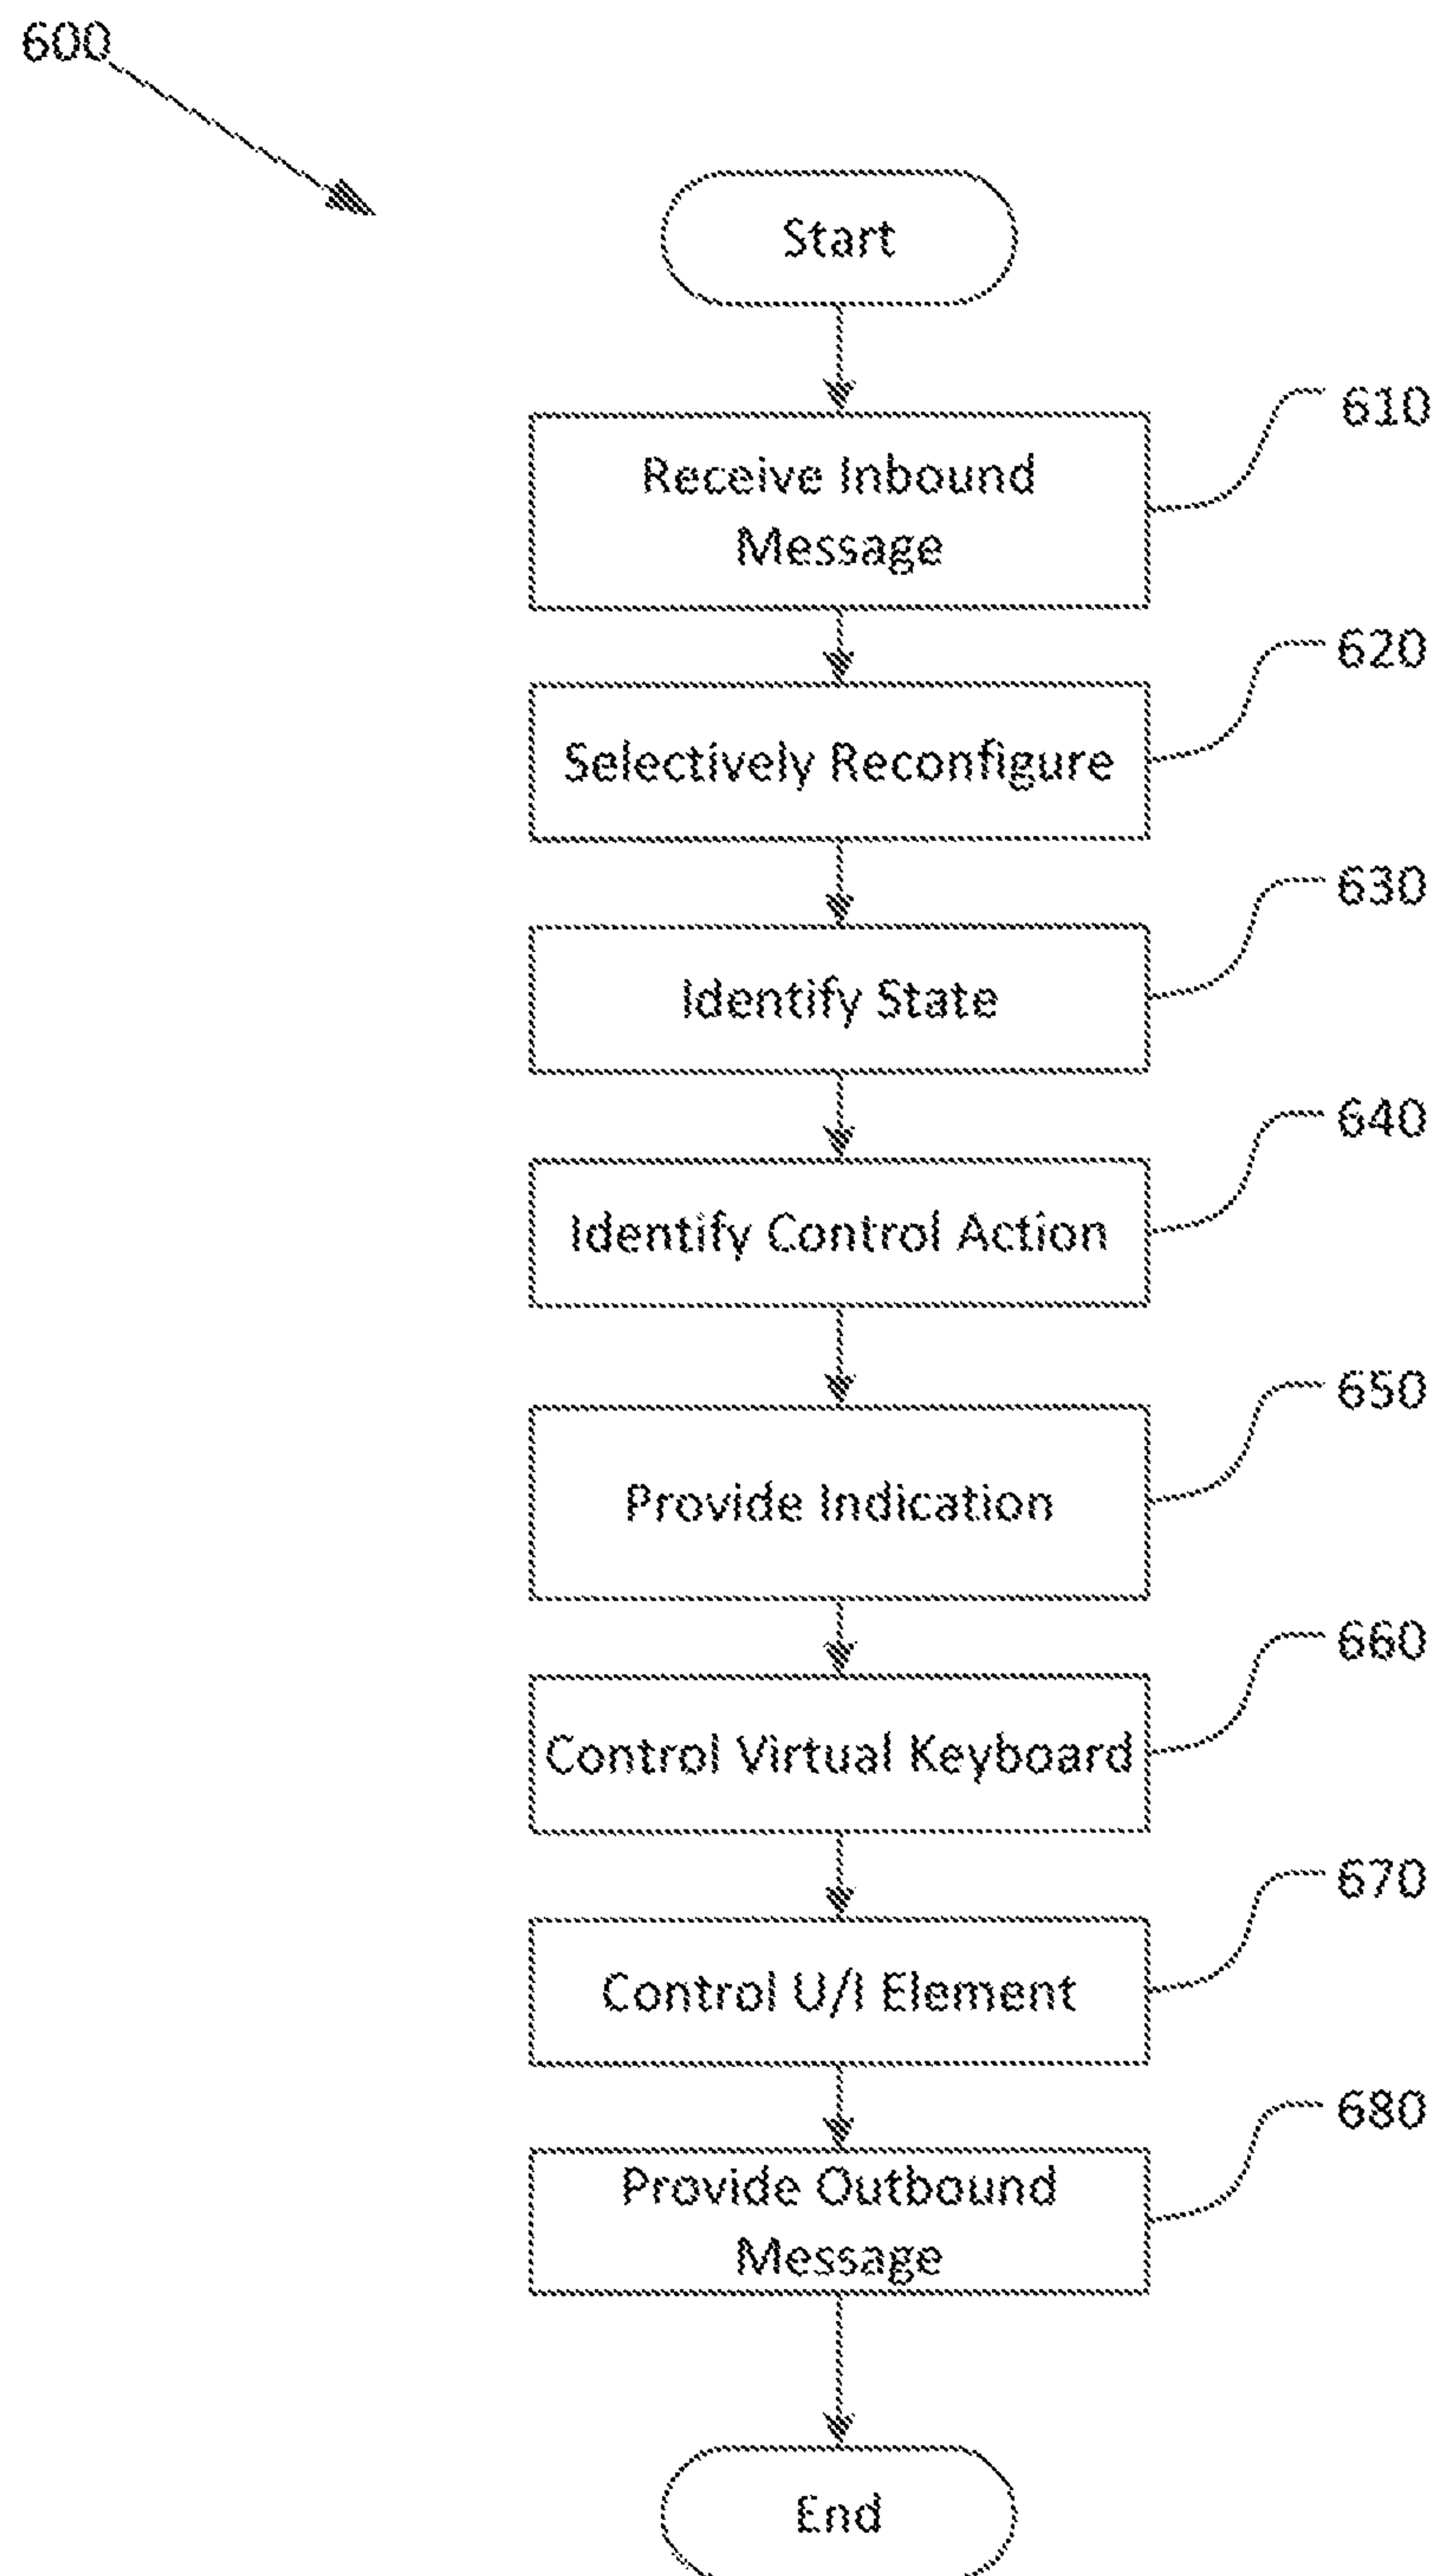 600
Start
610
Receive Inbound
Message
620
Selectively Reconfigure
630
Identify State
640
Identify Control Action
650
Provide Indication
660
Control Virtual Keyboard
670
Control U/I Element
680
Provide Outbound
Message
End